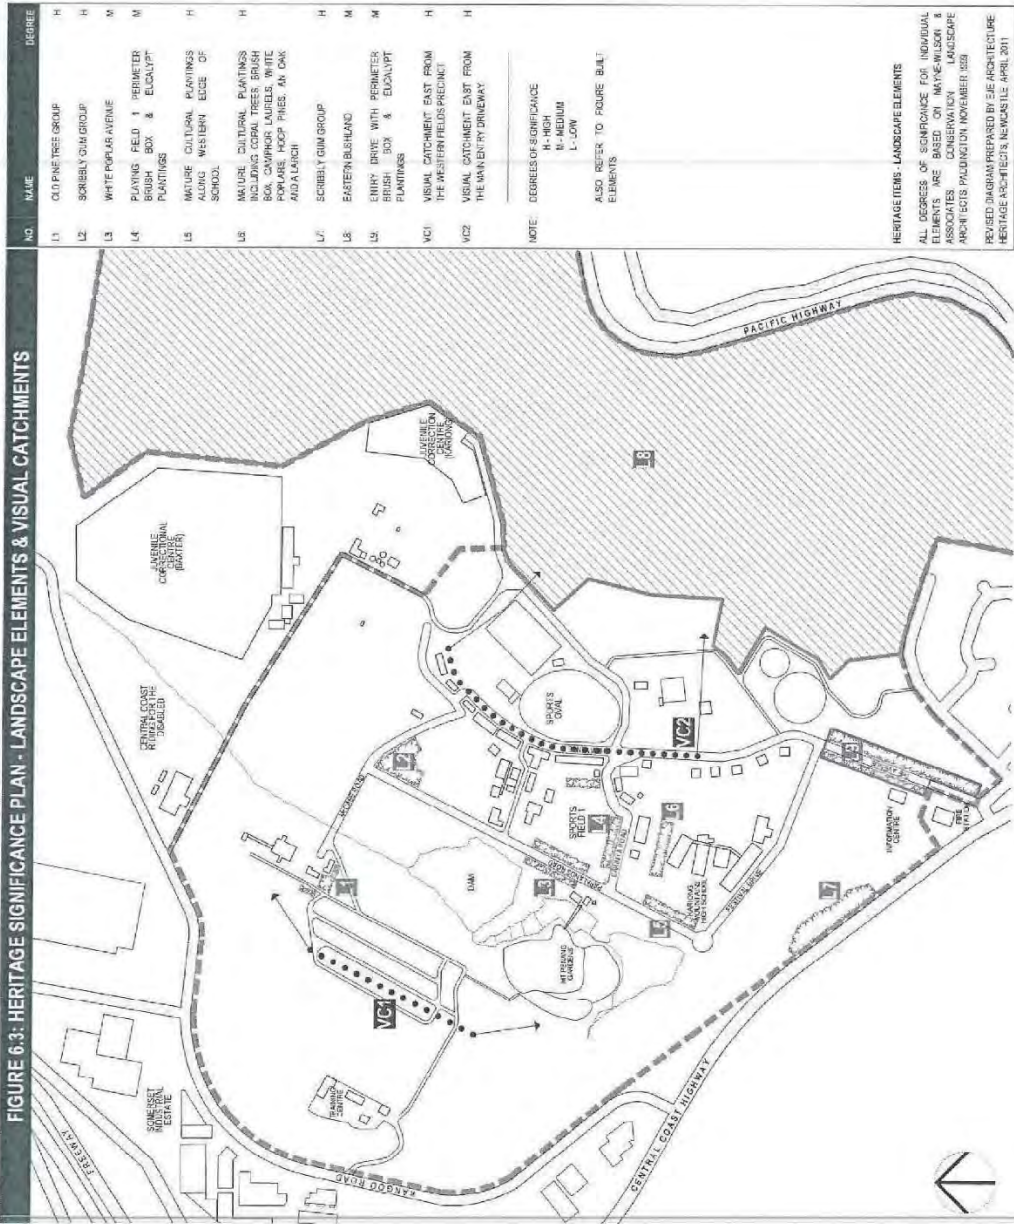 FIGURE 6.3: HERITAGE SIGNIFICANCE PLAN - LANDSCAPE ELEMENTS & VISUAL CATCHMENTS
NO. NAME DEGREE
L1 OLD PINE TREE GROUP H
L2 SCRIBBLY GUM GROUP H
L3 WHITE POPLAR AVENUE M
L4 PLAYING FIELD 1 PERIMETER M
BRUSH BOX & EUCALYPT
PLANTINGS
L5 MATURE CULTURAL PLANTINGS H
ALONG WESTERN EDGE OF
SCHOOL
L6 MATURE CULTURAL PLANTINGS H
INCLUDING CORAL TREES, BRUSH
BOX, CAMPHOR LAURELS, WHITE
POPLARS, HOOP PINES, AN OAK
AND A LARCH
L7 SCRIBBLY GUM GROUP H
L8 EASTERN BUSHLAND M
L9 ENTRY DRIVE WITH PERIMETER M
BRUSH BOX & EUCALYPT
PLANTINGS
VC1 VISUAL CATCHMENT EAST FROM H
THE WESTERN FIELDS PRECINCT
VC2 VISUAL CATCHMENT EAST FROM H
THE MAIN ENTRY DRIVEWAY
NOTE: DEGREES OF SIGNIFICANCE
H - HIGH
M - MEDIUM
L - LOW
ALSO REFER TO FIGURE BUILT
ELEMENTS
HERITAGE ITEMS - LANDSCAPE ELEMENTS
ALL DEGREES OF SIGNIFICANCE FOR INDIVIDUAL
ELEMENTS ARE BASED ON MAYNE-WILSON &
ASSOCIATES CONSERVATION LANDSCAPE
ARCHITECTS, PADDINGTON NOVEMBER 1999
REVISED DIAGRAM PREPARED BY EJE ARCHITECTURE
HERITAGE ARCHITECTS, NEWCASTLE. APRIL 2011
FREEWAY
SOMERSET
INDUSTRIAL
ESTATE
KANGOO ROAD
CENTRAL COAST
RIDING FOR THE
DISABLED
JUVENILE
CORRECTIONAL
CENTRE
(BAXTER)
JUVENILE
CORRECTION
CENTRE
(KARIONG)
PACIFIC HIGHWAY
L8
TRAINING
CENTRE
VC1
L1
DAM
L2
SPORTS
OVAL
VC2
SPORTS
FIELD 1
L4
L3
L6
L5
MT PENANG
GARDENS
KARIONG
MOUNTAINS
HIGH SCHOOL
L9
INFORMATION
CENTRE
FIRE
L7
CENTRAL COAST HIGHWAY